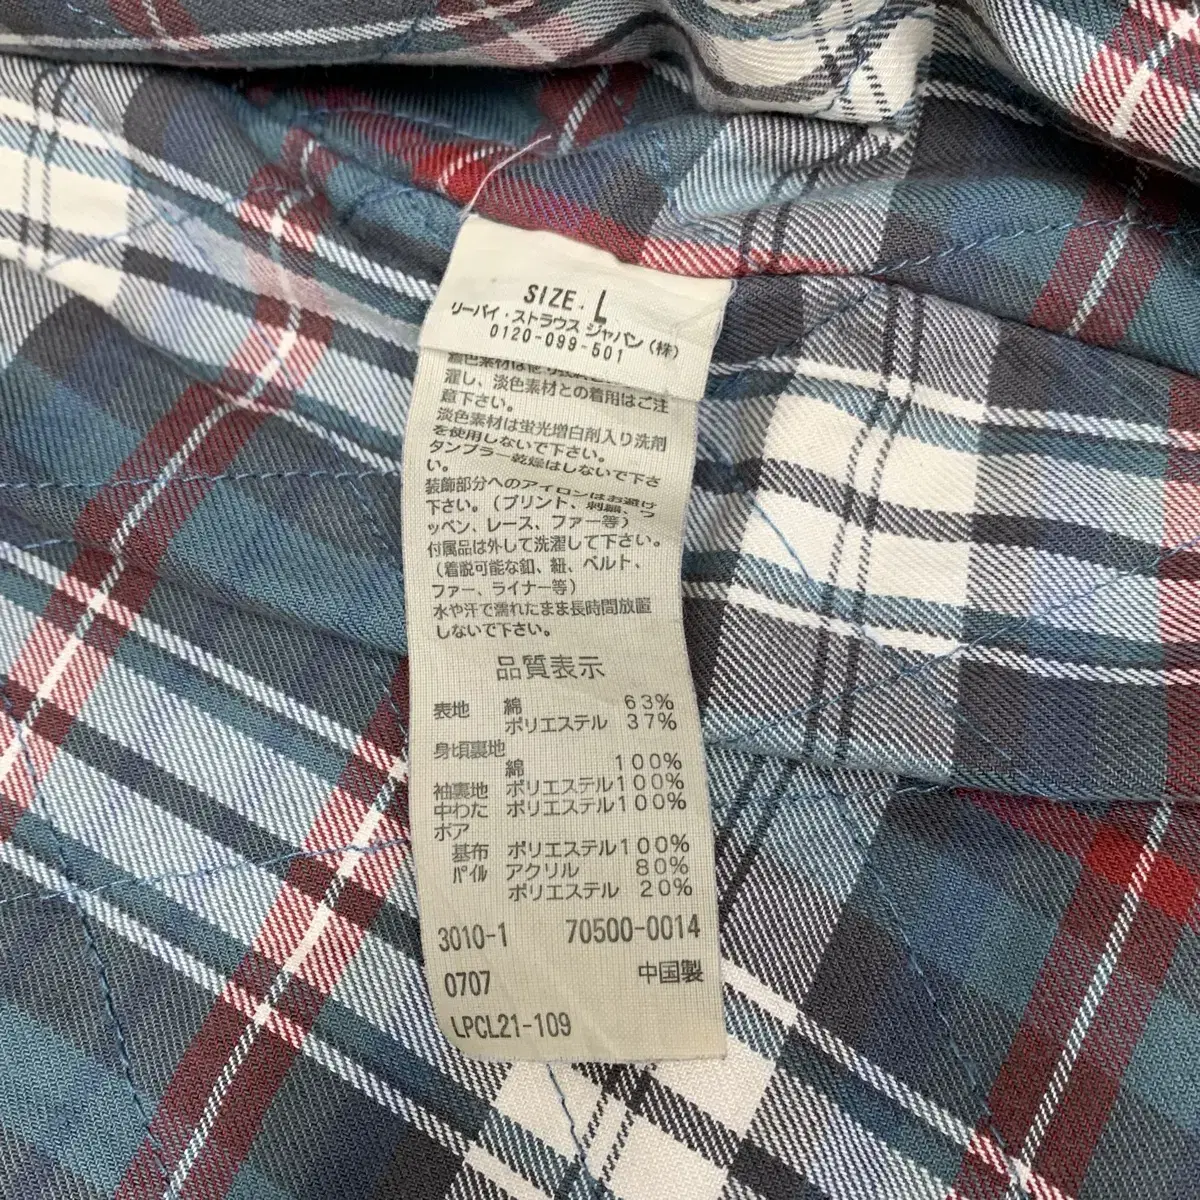 SIZE. L
リーバイ・ストラウス ジャパン(株)
0120-099-501
濯し、淡色素材との着用はご注
意下さい。
淡色素材は蛍光増白剤入り洗剤
を使用しないで下さい。
タンブラー乾燥はしないで下さ
い。
装飾部分へのアイロンはお避け
下さい。(プリント、刺繍、ワ
ッペン、レース、ファー等)
付属品は外して洗濯して下さい。
(着脱可能な釦、紐、ベルト、
ファー、ライナー等)
水や汗で濡れたまま長時間放置
しないで下さい。
品質表示
表地 綿 63%
ポリエステル 37%
身頃裏地
綿 100%
袖裏地 ポリエステル100%
中わた ポリエステル100%
ボア
基布 ポリエステル100%
パイル アクリル 80%
ポリエステル 20%
3010-1 70500-0014
0707 中国製
LPCL21-109